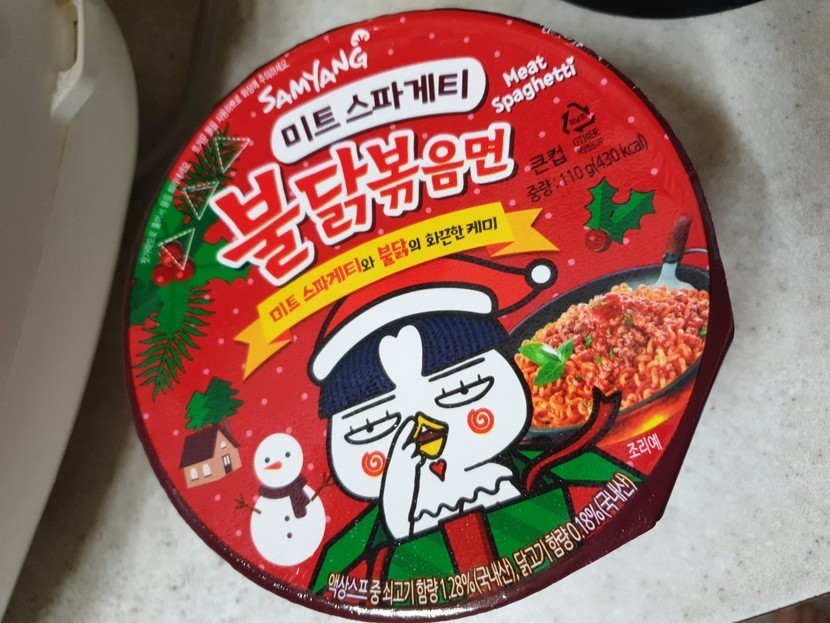 SAMYANG
미트 스파게티
Meat
Spaghetti
불닭볶음면
OTHER
큰컵
중량 : 110 g(430 kcal)
미트 스파게티와 불닭의 화끈한 케미
조리예
액상스프 중 쇠고기 함량 1.28%(국내산), 닭고기 함량 0.18%(국내산)